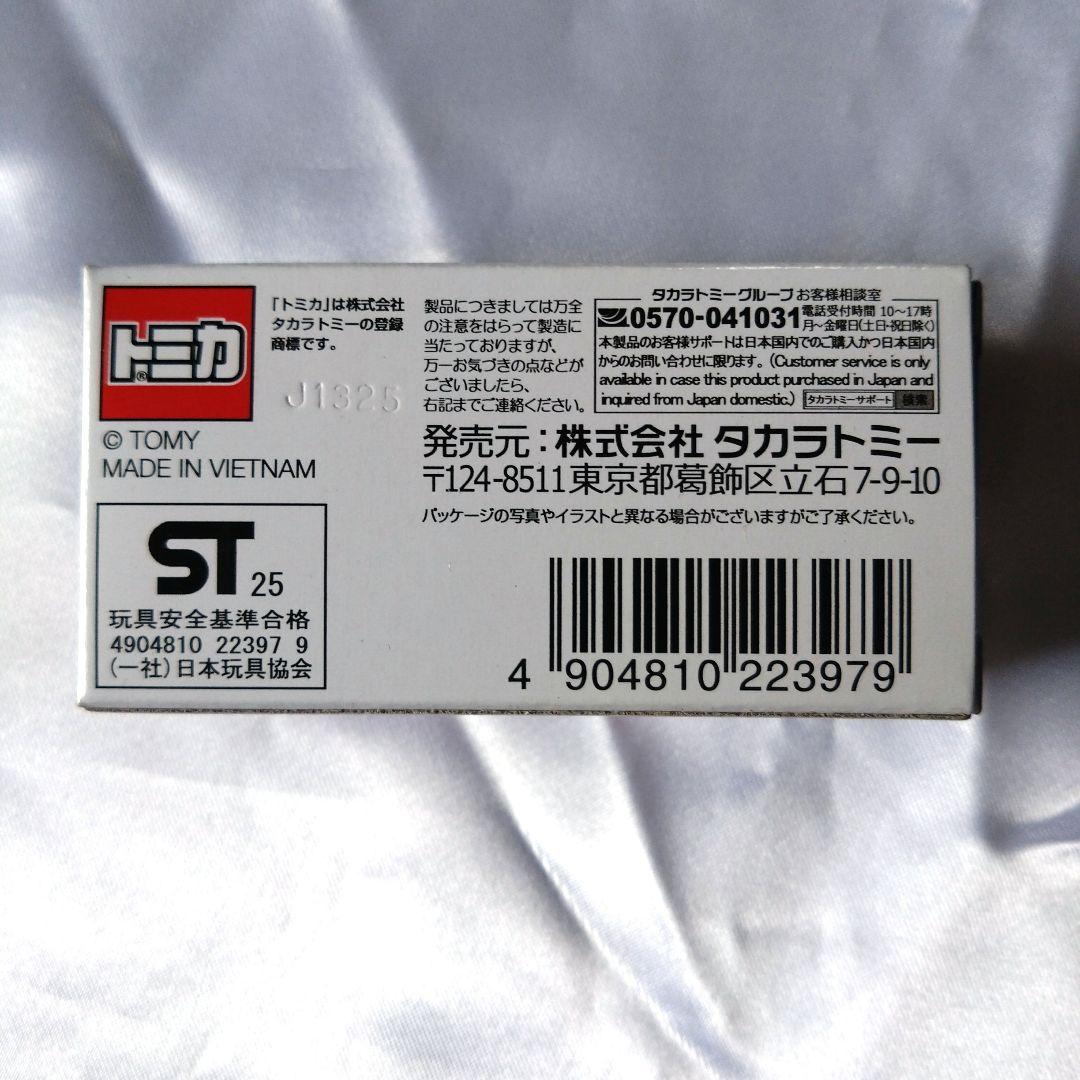 トミカ®
© TOMY
MADE IN VIETNAM
「トミカ」は株式会社
タカラトミーの登録
商標です。
J1325
製品につきましては万全
の注意をはらって製造に
当たっておりますが、
万一お気づきの点などが
ございましたら、
右記までご連絡ください。
タカラトミーグループ お客様相談室
0570-041031
電話受付時間 10〜17時
月〜金曜日(土日・祝日除く)
本製品のお客様サポートは日本国内でのご購入かつ日本国内
からのお問い合わせに限ります。(Customer service is only
available in case this product purchased in Japan and
inquired from Japan domestic.) タカラトミーサポート 検索
発売元：株式会社 タカラトミー
〒124-8511 東京都葛飾区立石 7-9-10
パッケージの写真やイラストと異なる場合がございますがご了承ください。
ST 25
玩具安全基準合格
4904810 22397 9
(一社)日本玩具協会
4 904810 223979